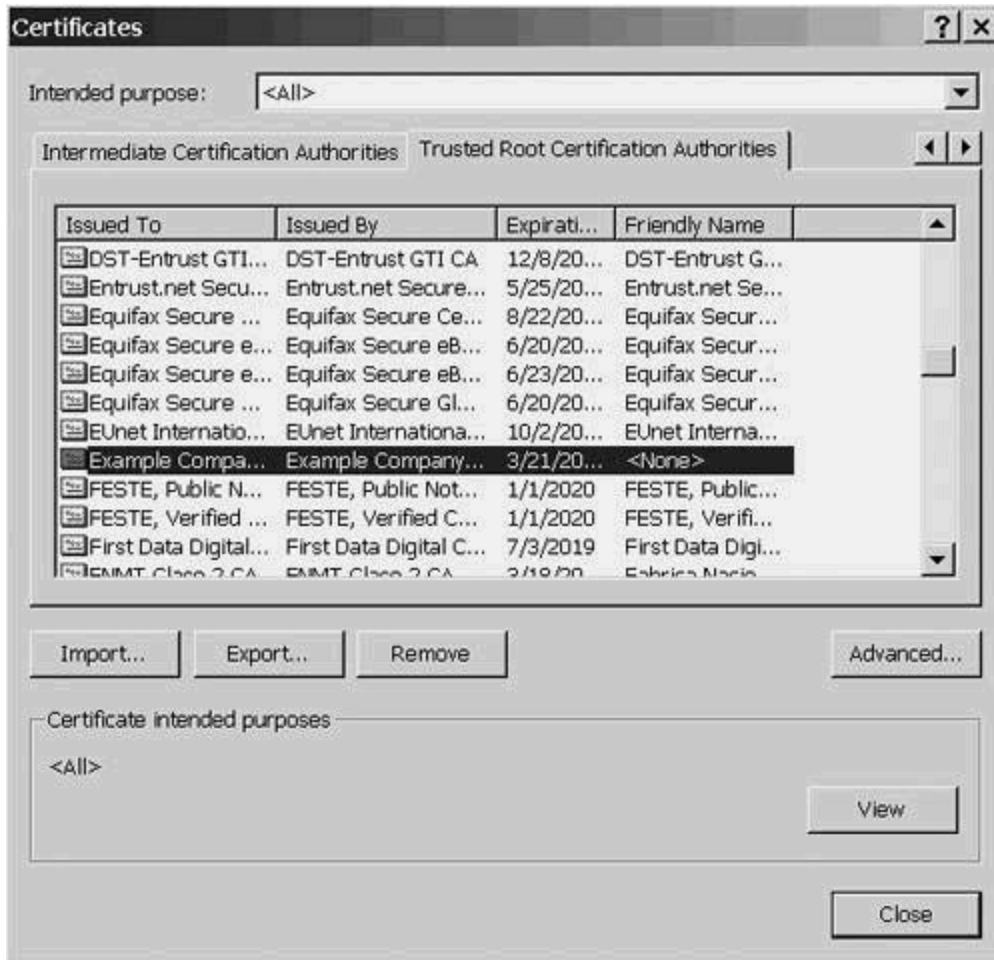 Certificates
Intended purpose: <All>
Intermediate Certification Authorities Trusted Root Certification Authorities
Issued To Issued By Expirati... Friendly Name
DST-Entrust GTI... DST-Entrust GTI CA 12/8/20... DST-Entrust G...
Entrust.net Secu... Entrust.net Secure... 5/25/20... Entrust.net Se...
Equifax Secure ... Equifax Secure Ce... 8/22/20... Equifax Secur...
Equifax Secure e... Equifax Secure eB... 6/20/20... Equifax Secur...
Equifax Secure e... Equifax Secure eB... 6/23/20... Equifax Secur...
Equifax Secure ... Equifax Secure Gl... 6/20/20... Equifax Secur...
EUnet Internatio... EUnet Internationa... 10/2/20... EUnet Interna...
Example Compa... Example Company... 3/21/20... <None>
FESTE, Public N... FESTE, Public Not... 1/1/2020 FESTE, Public...
FESTE, Verified ... FESTE, Verified C... 1/1/2020 FESTE, Verifi...
First Data Digital... First Data Digital C... 7/3/2019 First Data Digi...
Import... Export... Remove Advanced...
Certificate intended purposes
<All>
View
Close